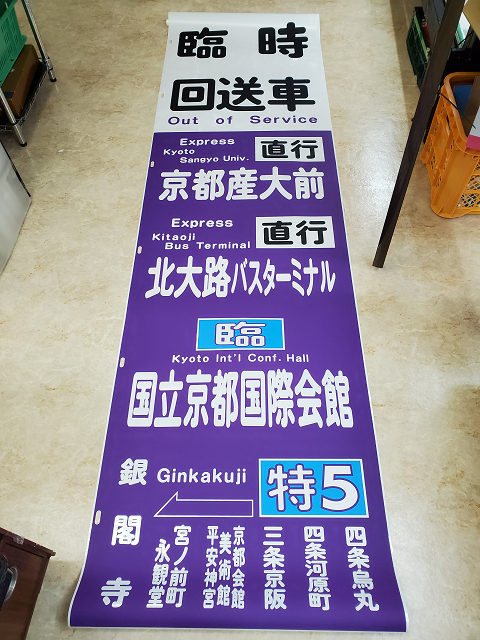 臨時
回送車
Out of Service
Express
Kyoto
Sangyo Univ.
直行
京都産大前
Express
Kitaoji
Bus Terminal
直行
北大路バスターミナル
臨
Kyoto Int'l Conf. Hall
国立京都国際会館
銀閣寺
Ginkakuji
特5
四条烏丸
四条河原町
三条京阪
京都会館
美術館
平安神宮
宮ノ前町
永観堂